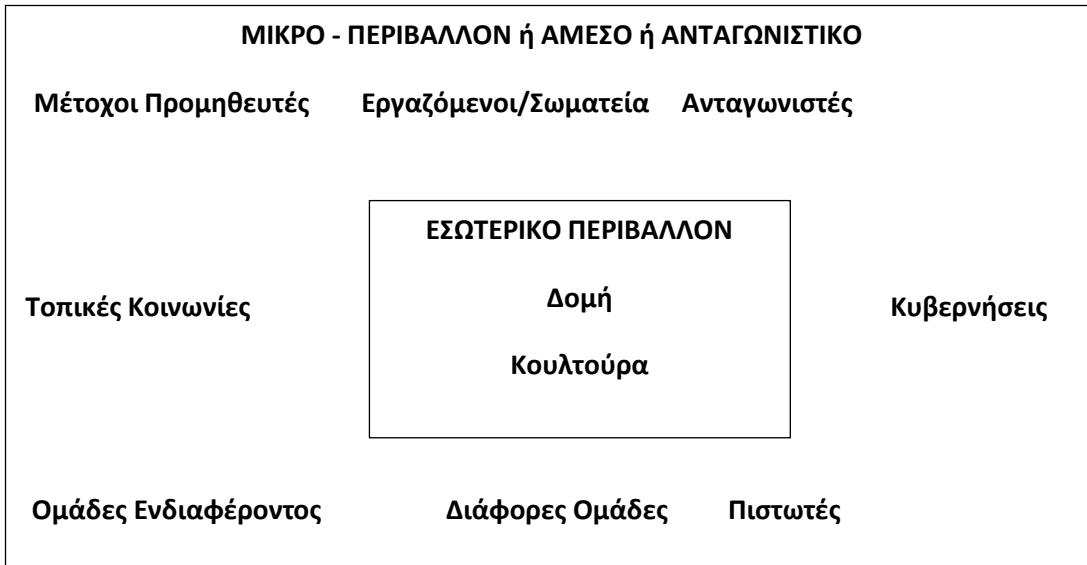 ΜΙΚΡΟ - ΠΕΡΙΒΑΛΛΟΝ ή ΑΜΕΣΟ ή ΑΝΤΑΓΩΝΙΣΤΙΚΟ
Μέτοχοι Προμηθευτές Εργαζόμενοι/Σωματεία Ανταγωνιστές
ΕΣΩΤΕΡΙΚΟ ΠΕΡΙΒΑΛΛΟΝ
Δομή
Τοπικές Κοινωνίες
Κυβερνήσεις
Κουλτούρα
Ομάδες Ενδιαφέροντος Διάφορες Ομάδες Πιστωτές